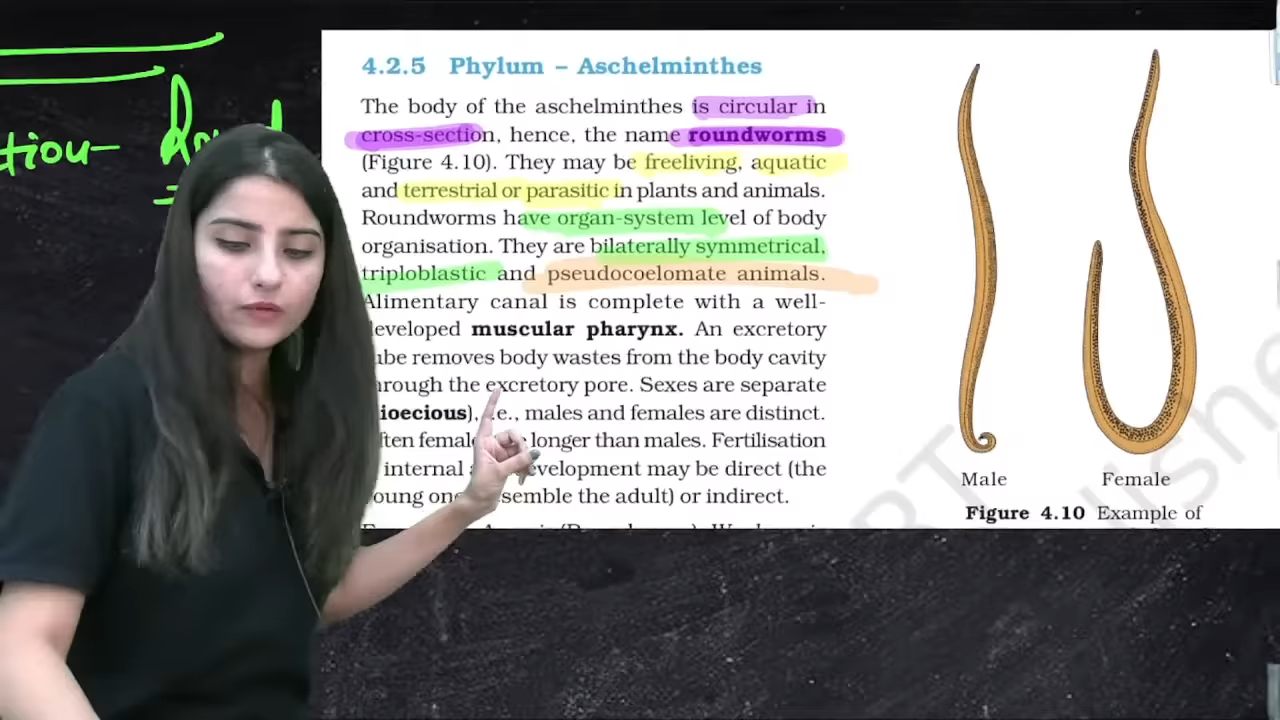 tion-
4.2.5 Phylum – Aschelminthes
The body of the aschelminthes is circular in
cross-section, hence, the name roundworms
(Figure 4.10). They may be freeliving, aquatic
and terrestrial or parasitic in plants and animals.
Roundworms have organ-system level of body
organisation. They are bilaterally symmetrical,
triploblastic and pseudocoelomate animals.
Alimentary canal is complete with a well-
developed muscular pharynx. An excretory
tube removes body wastes from the body cavity
through the excretory pore. Sexes are separate
dioecious), i.e., males and females are distinct.
often longer than males. Fertilisation
internal development may be direct (the
young resemble the adult) or indirect.
Male
Female
Figure 4.10 Example of